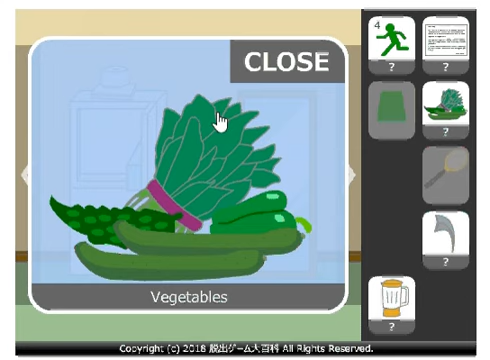 CLOSE
4
?
?
?
?
?
Vegetables
Copyright (c) 2018 脱出ゲーム大百科 All Rights Reserved.